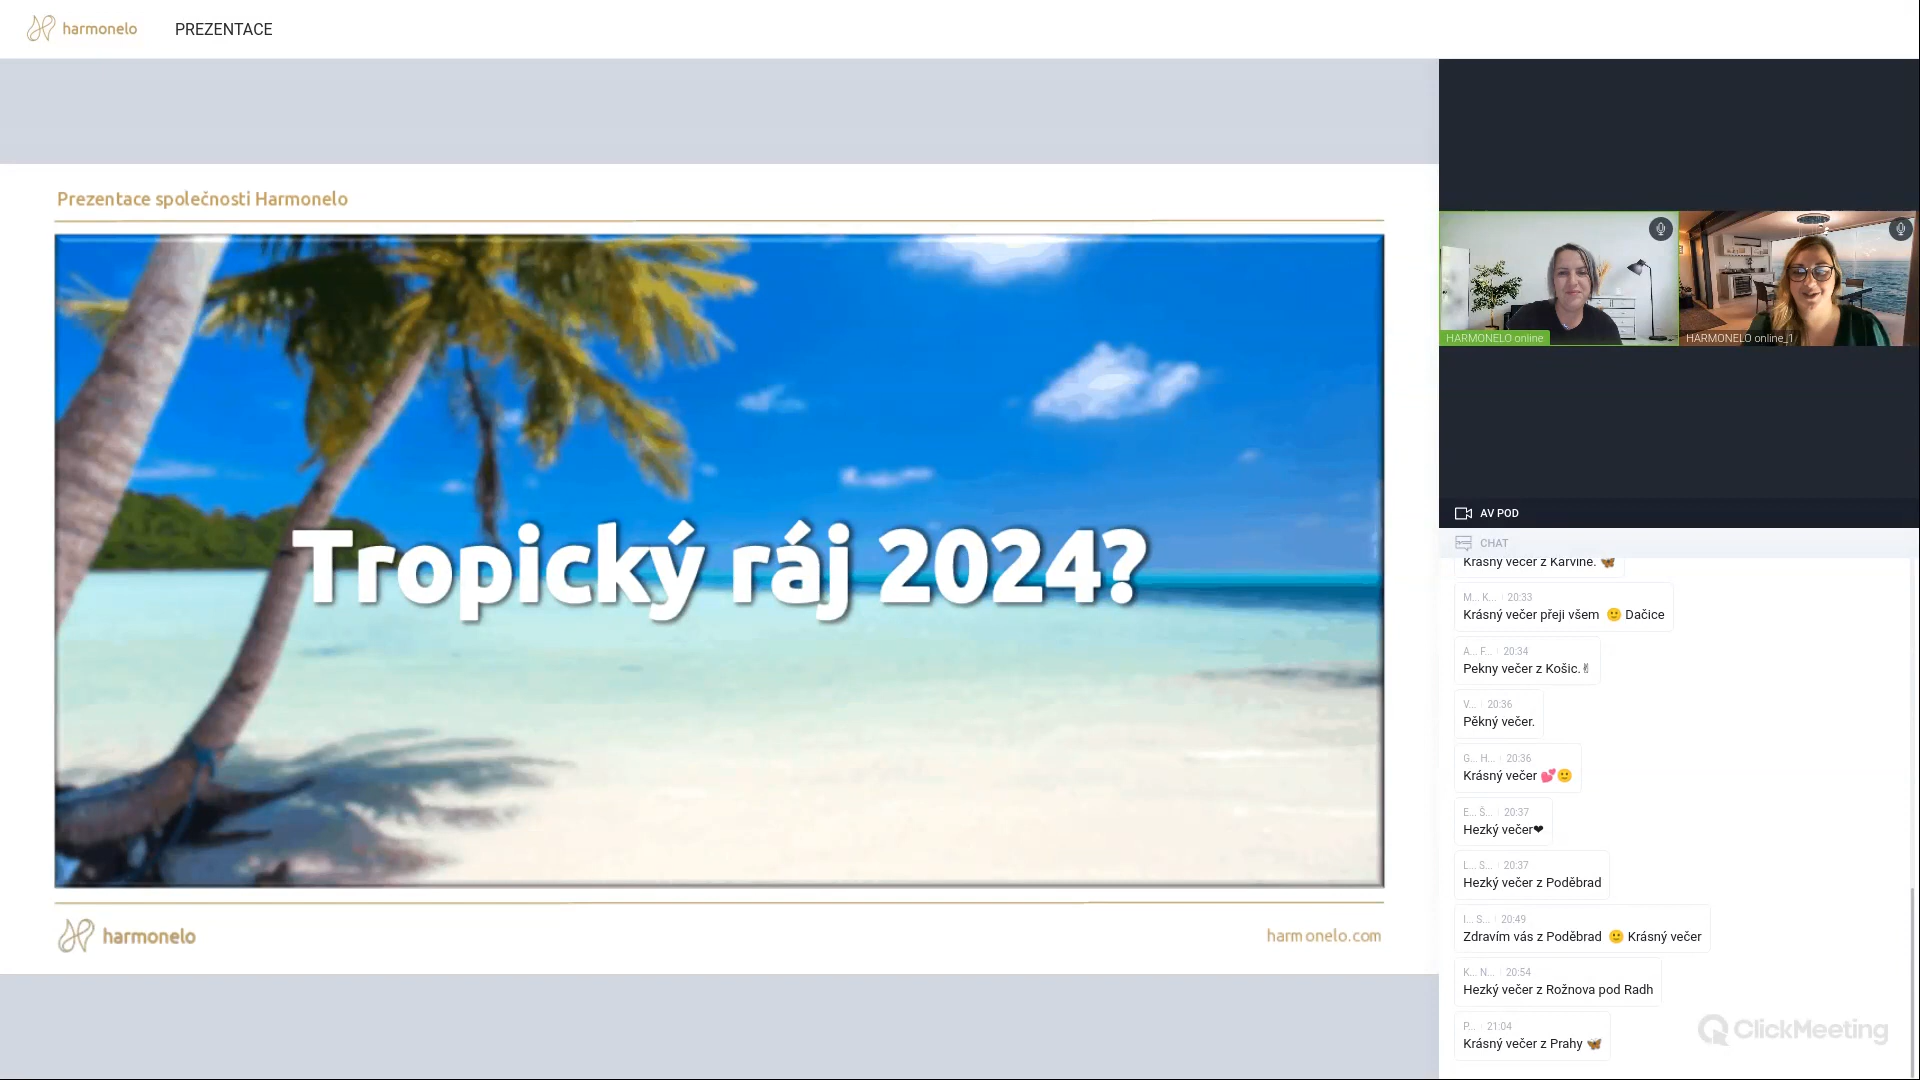 harmonelo PREZENTACE
Prezentace společnosti Harmonelo
Tropický ráj 2024?
harmonelo
harmonelo.com
HARMONELO online
HARMONELO online_1
AV POD
CHAT
Krásný večer z Karviné. 🦋
M... K... 20:33
Krásný večer přeji všem 🙂 Dačice
A... F... 20:34
Pekny večer z Košic.✌
V... 20:36
Pěkný večer.
G... H... 20:36
Krásný večer 💕🙂
E... Š... 20:37
Hezký večer❤
L... S... 20:37
Hezký večer z Poděbrad
I... S... 20:49
Zdravím vás z Poděbrad 🙂 Krásný večer
K... N... 20:54
Hezký večer z Rožnova pod Radh
P... 21:04
Krásný večer z Prahy 🦋
ClickMeeting